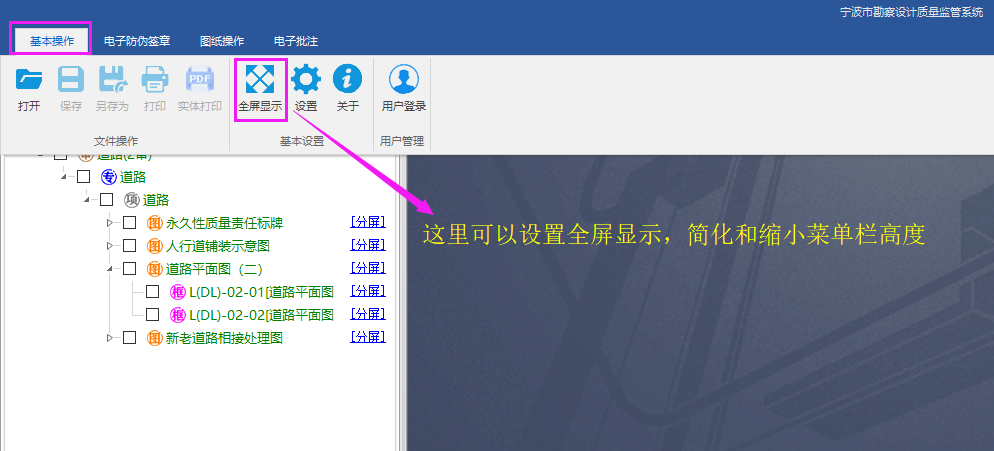 宁波市勘察设计质量监管系统
基本操作 电子防伪签章 图纸操作 电子批注
打开 保存 另存为 打印 PDF 实体打印 全屏显示 设置 关于 用户登录
文件操作 基本设置 用户管理
专 道路
项 道路
图 永久性质量责任标牌 [分屏]
图 人行道铺装示意图 [分屏]
图 道路平面图（二） [分屏]
框 L(DL)-02-01[道路平面图 [分屏]
框 L(DL)-02-02[道路平面图 [分屏]
图 新老道路相接处理图 [分屏]
这里可以设置全屏显示，简化和缩小菜单栏高度